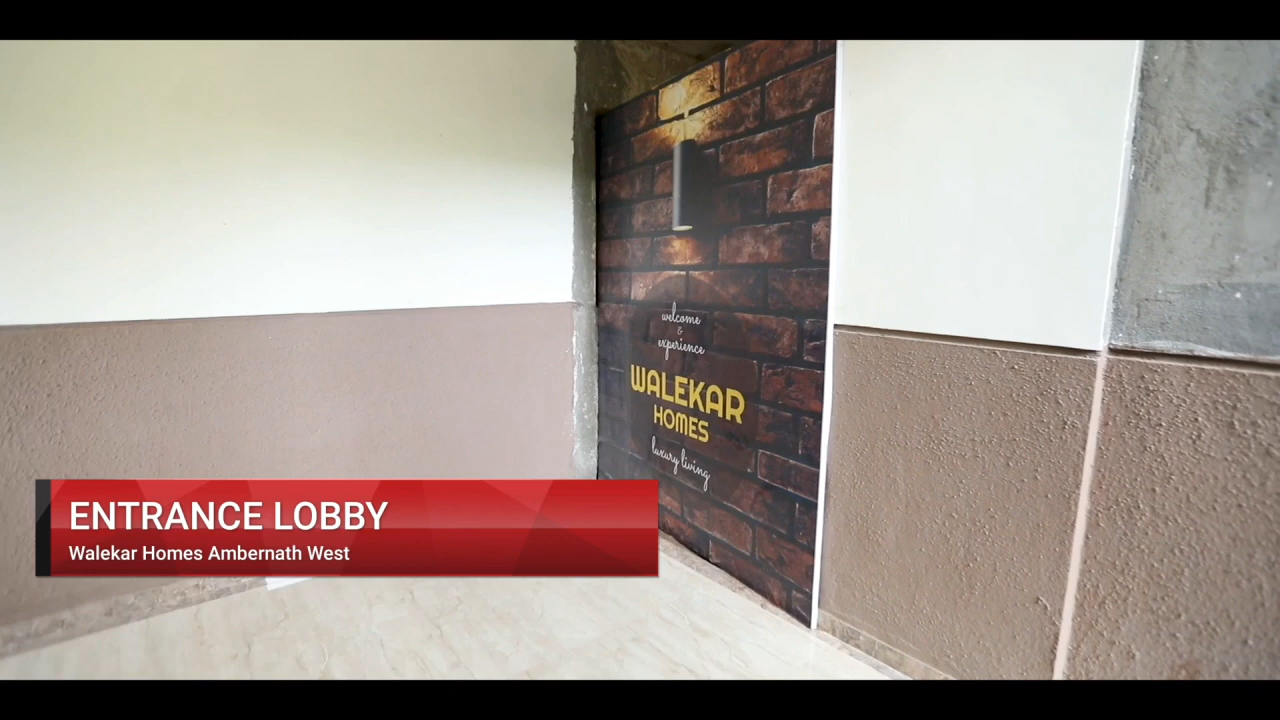 welcome
&
experience
WALEKAR
HOMES
luxury living
ENTRANCE LOBBY
Walekar Homes Ambernath West